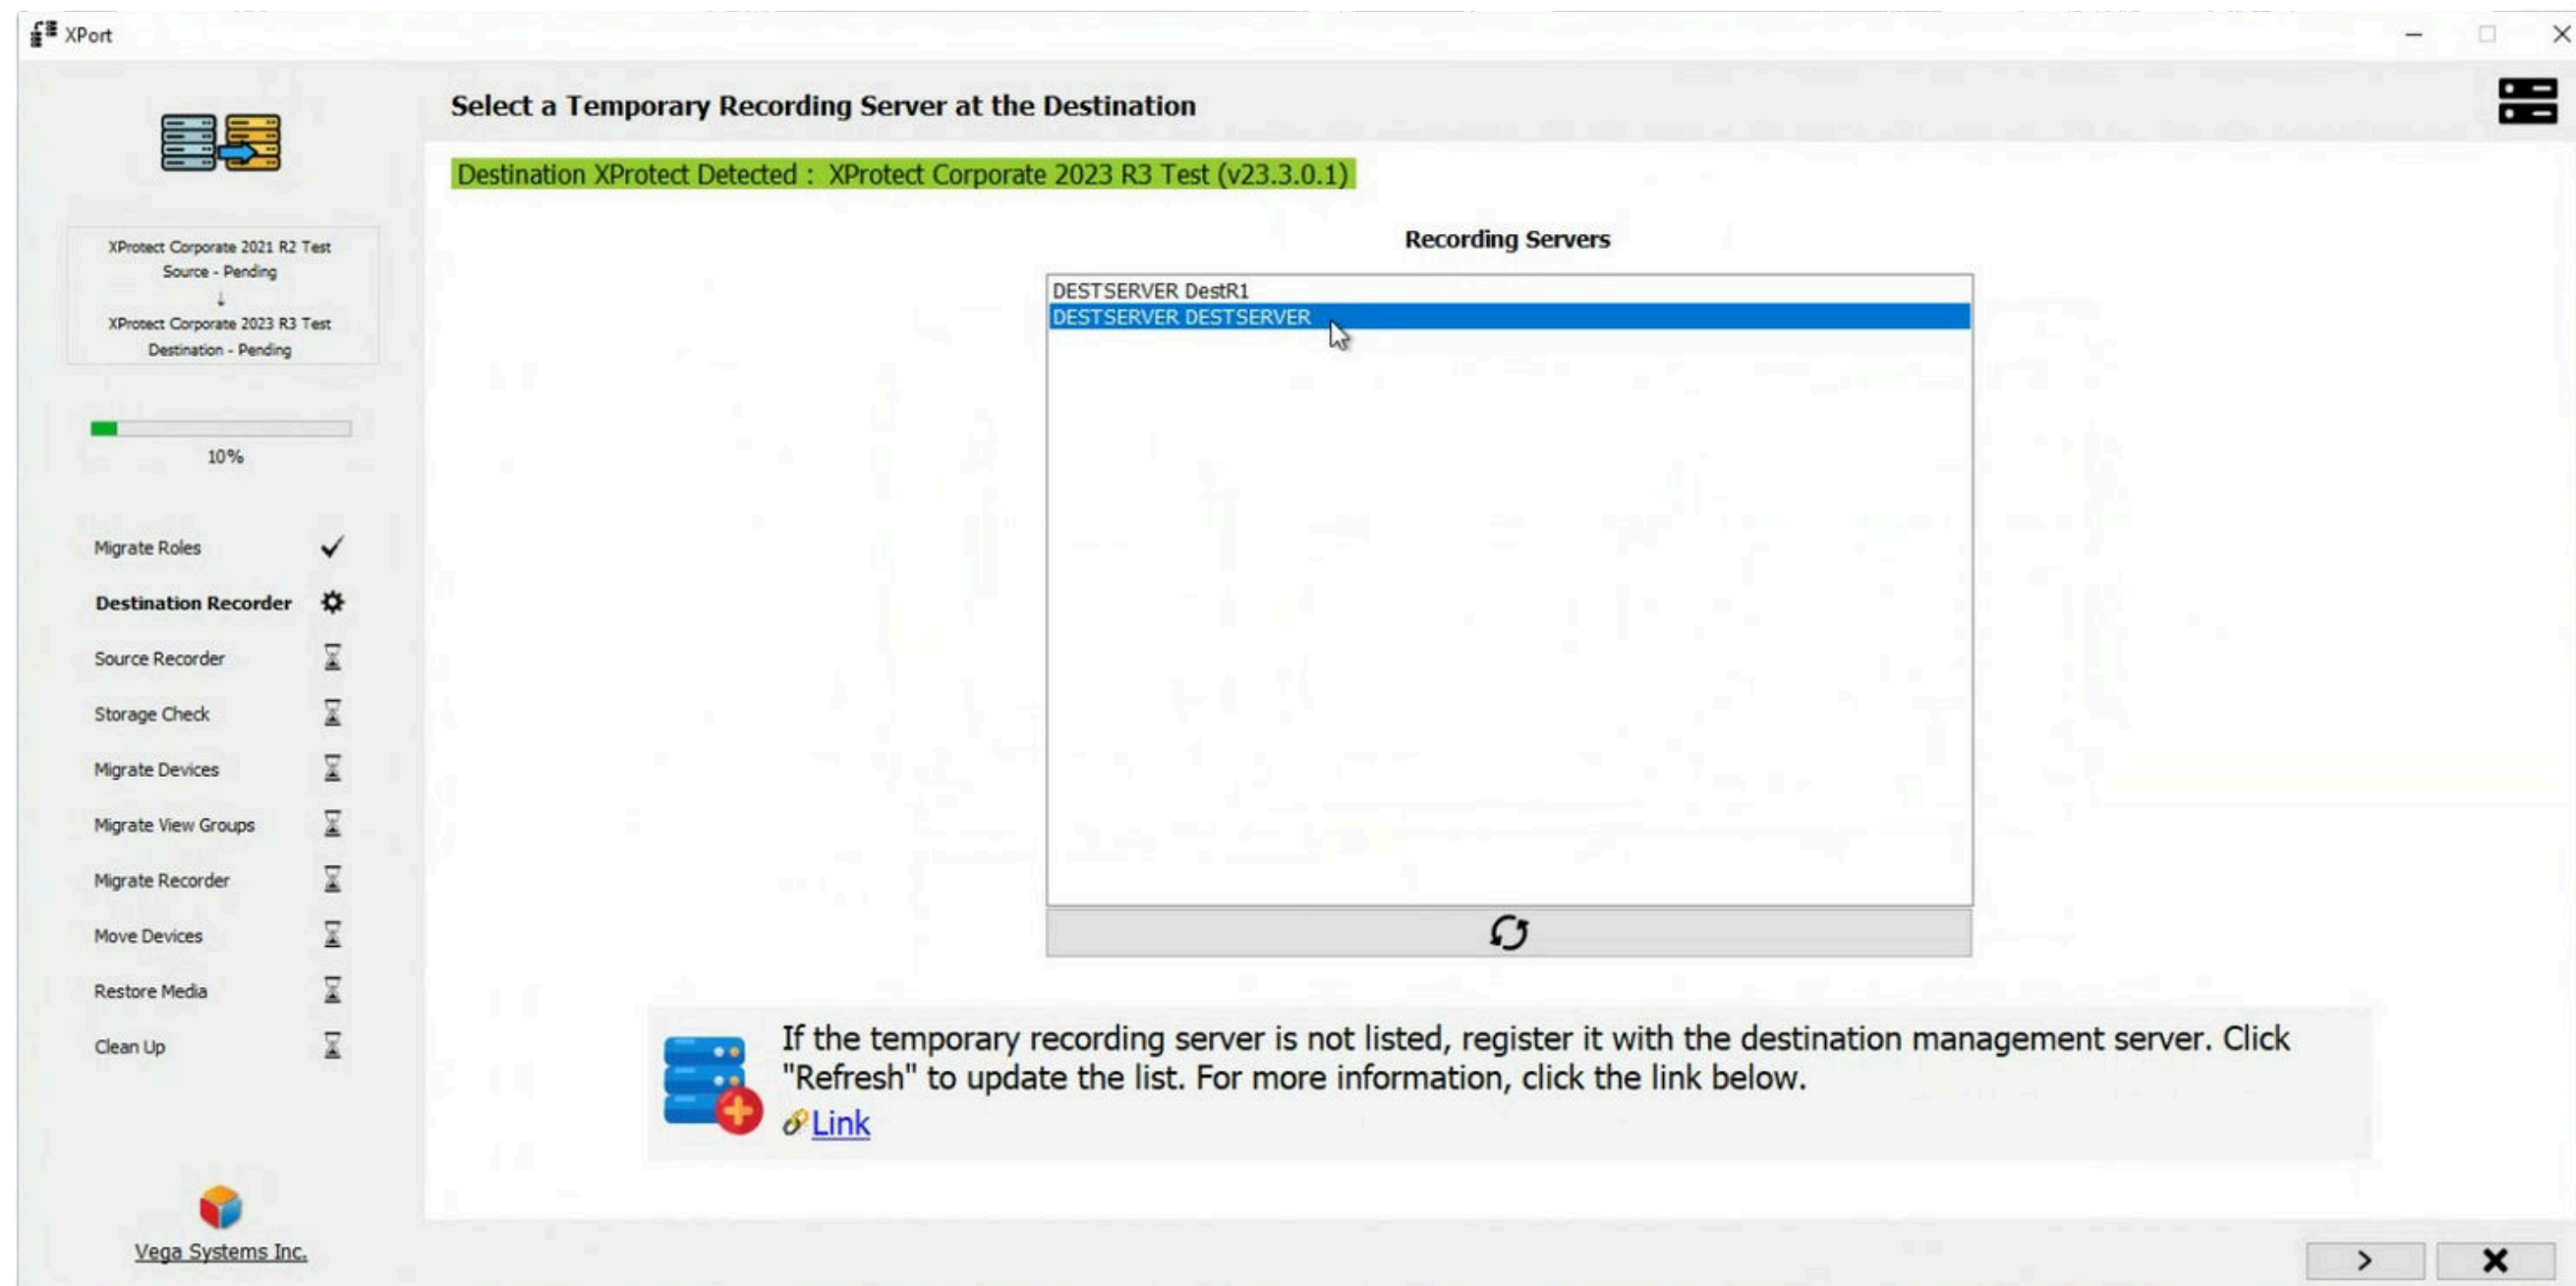 XPort
Select a Temporary Recording Server at the Destination
Destination XProtect Detected : XProtect Corporate 2023 R3 Test (v23.3.0.1)
XProtect Corporate 2021 R2 Test
Source - Pending
↓
XProtect Corporate 2023 R3 Test
Destination - Pending
10%
Migrate Roles
Destination Recorder
Source Recorder
Storage Check
Migrate Devices
Migrate View Groups
Migrate Recorder
Move Devices
Restore Media
Clean Up
Vega Systems Inc.
Recording Servers
DESTSERVER DestR1
DESTSERVER DESTSERVER
If the temporary recording server is not listed, register it with the destination management server. Click
"Refresh" to update the list. For more information, click the link below.
Link